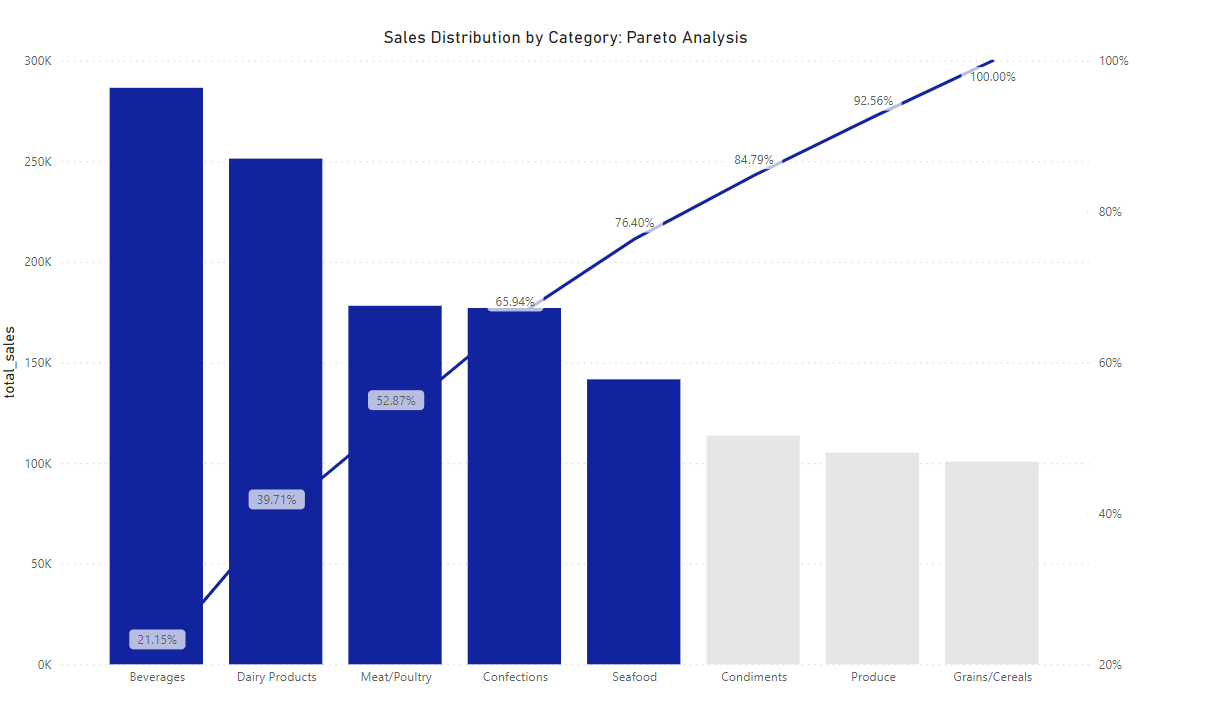 Sales Distribution by Category: Pareto Analysis
300K
250K
200K
150K
100K
50K
0K
total_sales
100%
80%
60%
40%
20%
21.15%
39.71%
52.87%
65.94%
76.40%
84.79%
92.56%
100.00%
Beverages
Dairy Products
Meat/Poultry
Confections
Seafood
Condiments
Produce
Grains/Cereals